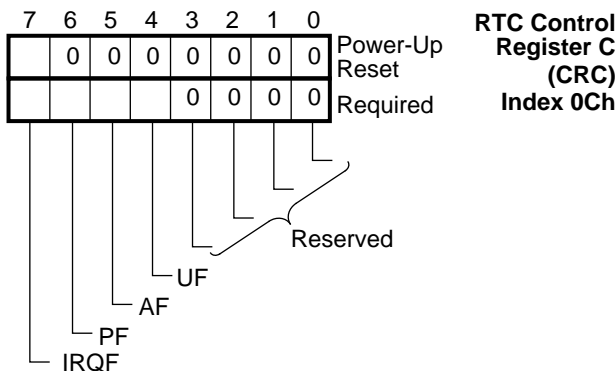 7 6 5 4 3 2 1 0
RTC Control
Register C
(CRC)
Index 0Ch
0 0 0 0 0 0 0
Power-Up
Reset
0 0 0 0
Required
Reserved
UF
AF
PF
IRQF